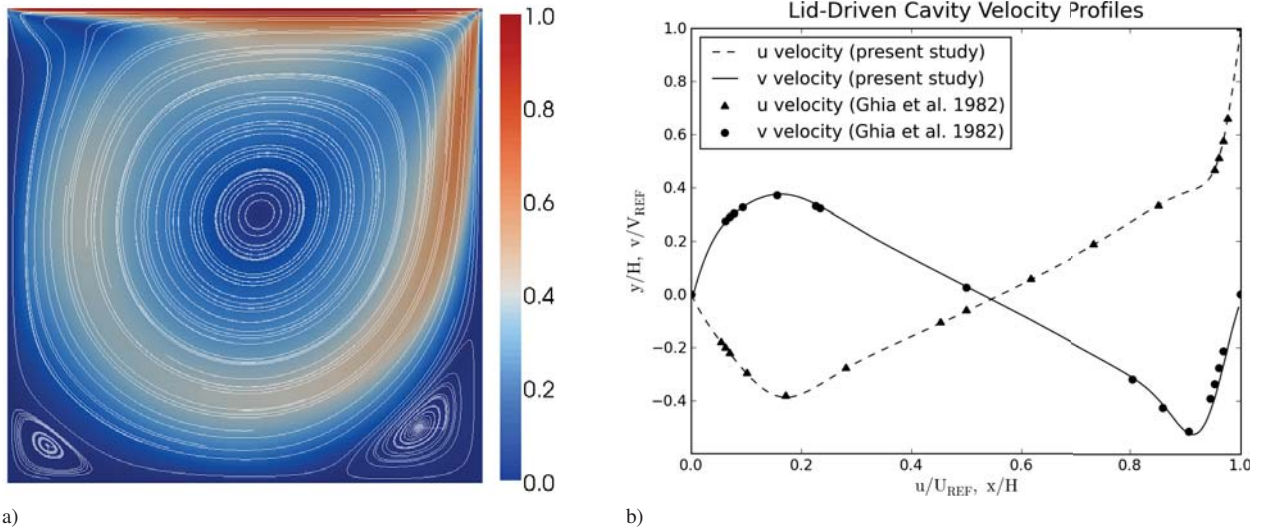 1.0
0.8
0.6
0.4
0.2
0.0
a)
Lid-Driven Cavity Velocity Profiles
u velocity (present study)
v velocity (present study)
u velocity (Ghia et al. 1982)
v velocity (Ghia et al. 1982)
y/H, v/V_REF
1.0
0.8
0.6
0.4
0.2
0.0
−0.2
−0.4
0.0 0.2 0.4 0.6 0.8 1.0
u/U_REF, x/H
b)